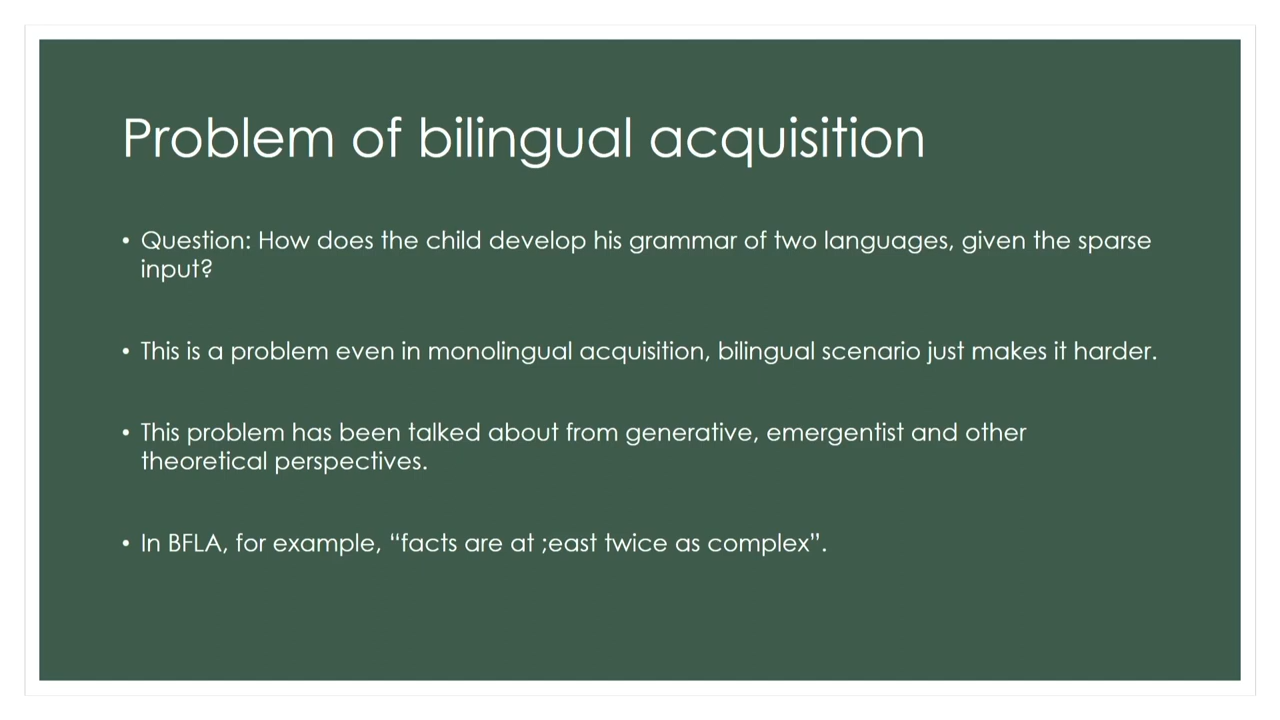 Problem of bilingual acquisition
• Question: How does the child develop his grammar of two languages, given the sparse
input?
• This is a problem even in monolingual acquisition, bilingual scenario just makes it harder.
• This problem has been talked about from generative, emergentist and other
theoretical perspectives.
• In BFLA, for example, “facts are at ;east twice as complex”.